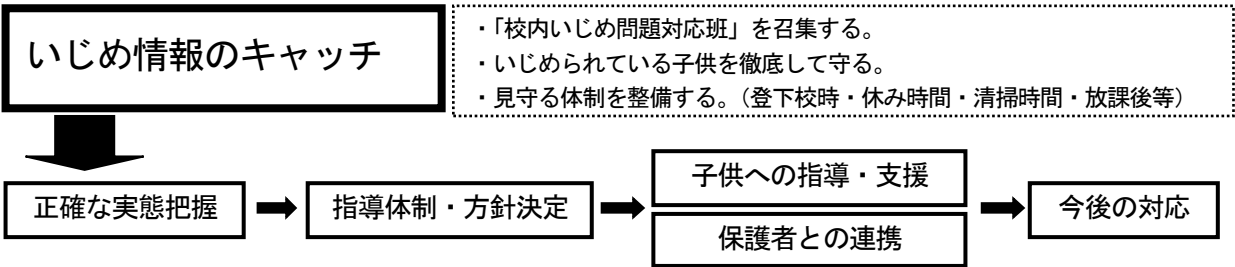 いじめ情報のキャッチ
・「校内いじめ問題対応班」を召集する。
・いじめられている子供を徹底して守る。
・見守る体制を整備する。（登下校時・休み時間・清掃時間・放課後等）
正確な実態把握
指導体制・方針決定
子供への指導・支援
保護者との連携
今後の対応